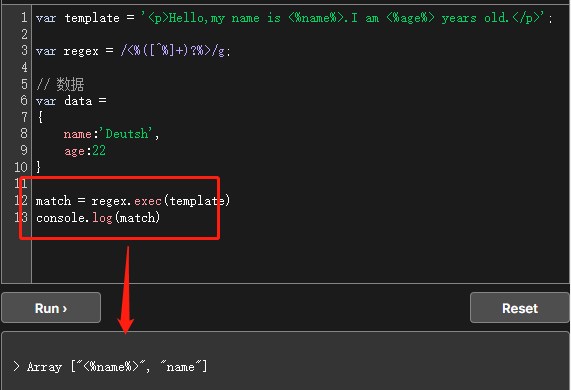 1 var template = '<p>Hello,my name is <%name%>.I am <%age%> years old.</p>';
2
3 var regex = /<%([^%]+)?%>/g;
4
5 // 数据
6 var data =
7 {
8     name:'Deutsh',
9     age:22
10 }
11
12 match = regex.exec(template)
13 console.log(match)
Run ›
Reset
> Array ["<%name%>", "name"]